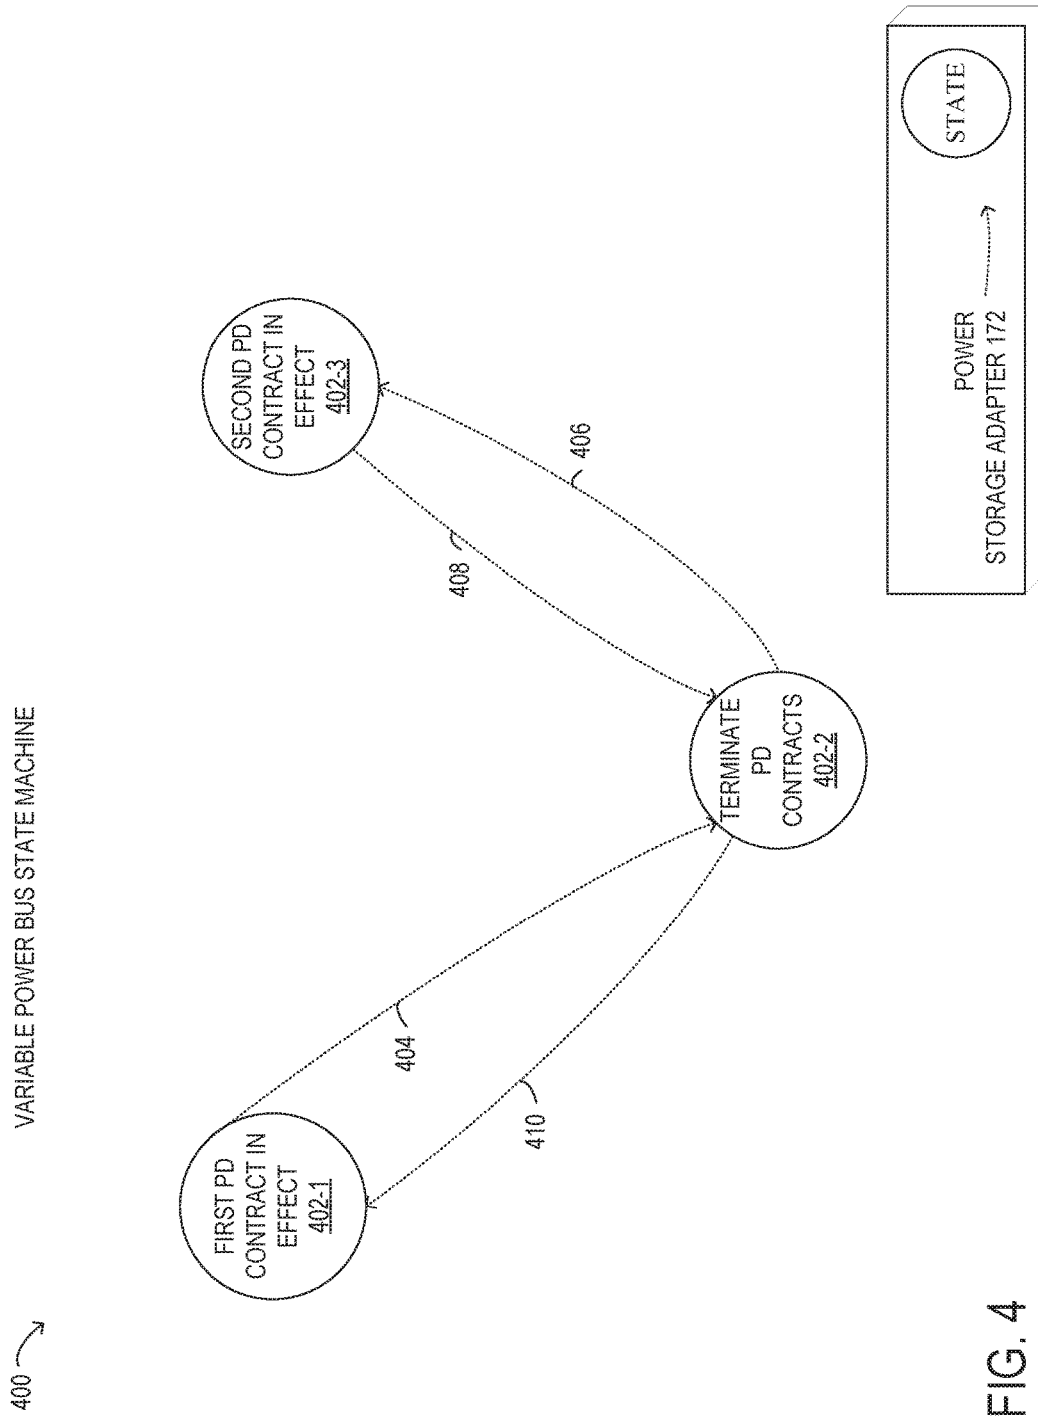 400
VARIABLE POWER BUS STATE MACHINE
FIRST PD
CONTRACT IN
EFFECT
402-1
SECOND PD
CONTRACT IN
EFFECT
402-3
404
408
410
406
TERMINATE
PD
CONTRACTS
402-2
POWER
STORAGE ADAPTER 172
STATE
FIG. 4